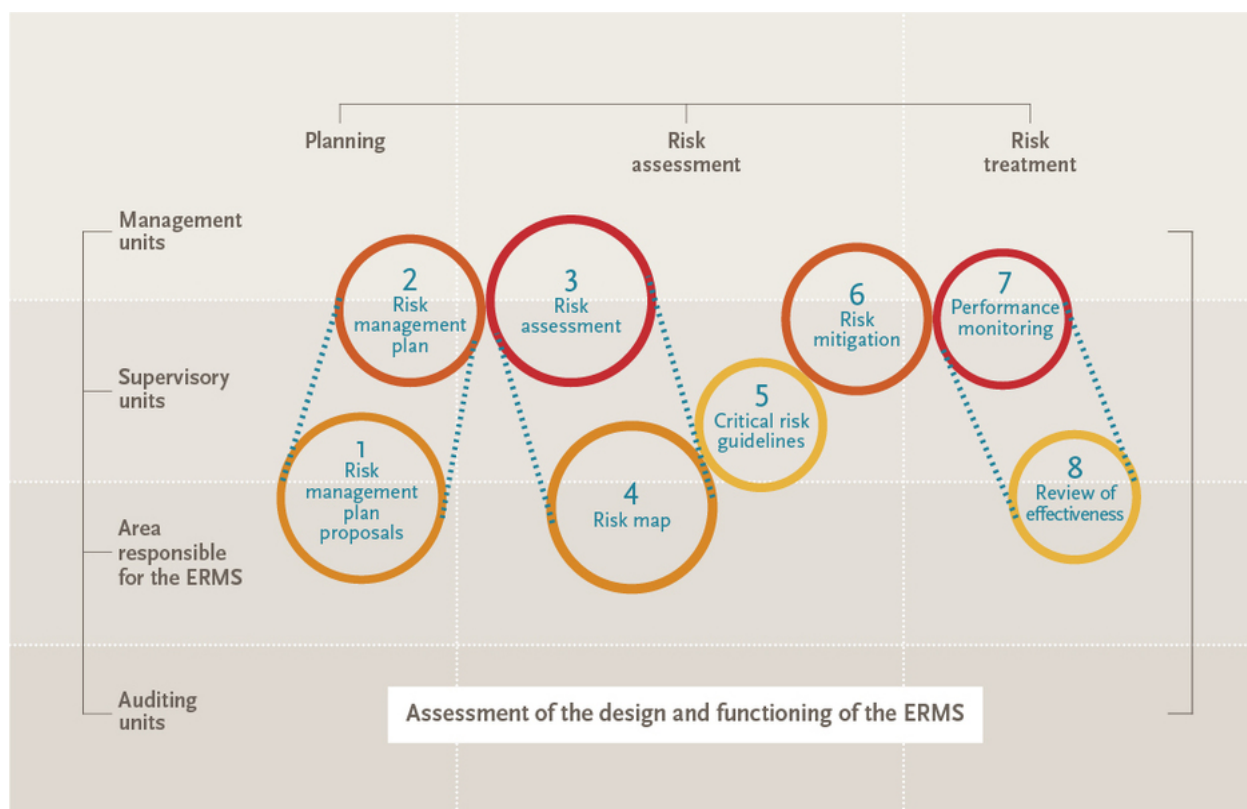 Planning
Risk
assessment
Risk
treatment
Management
units
Supervisory
units
Area
responsible
for the ERMS
Auditing
units
1
Risk
management
plan
proposals
2
Risk
management
plan
3
Risk
assessment
4
Risk map
5
Critical risk
guidelines
6
Risk
mitigation
7
Performance
monitoring
8
Review of
effectiveness
Assessment of the design and functioning of the ERMS